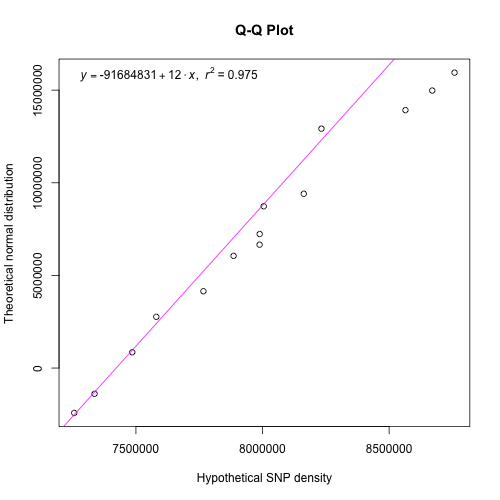 Q-Q Plot
y = -91684831 + 12 · x, r² = 0.975
15000000
10000000
5000000
0
Theoretical normal distribution
7500000 8000000 8500000
Hypothetical SNP density